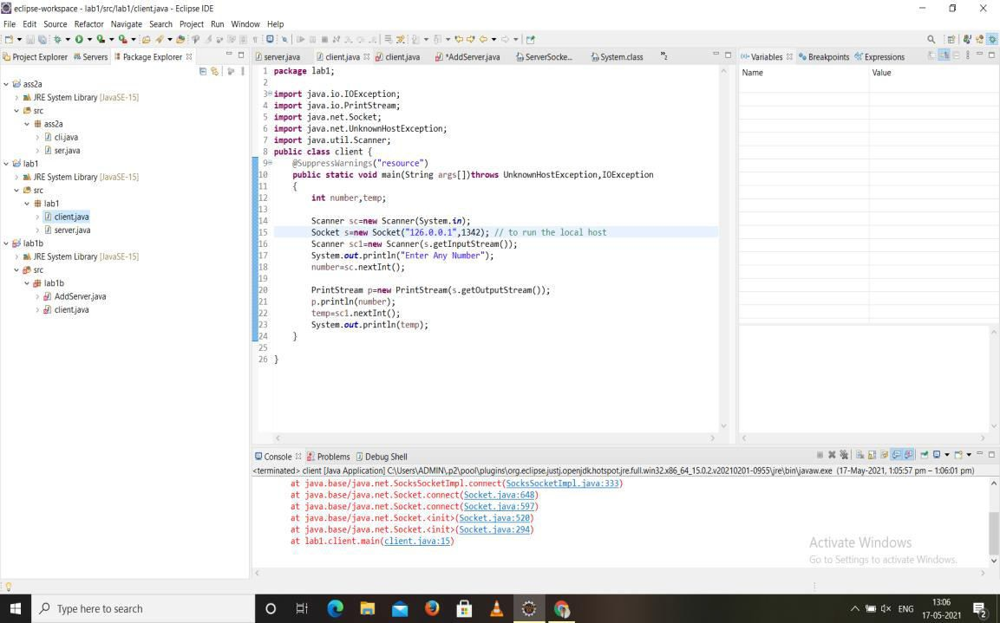 eclipse-workspace - lab1/src/lab1/client.java - Eclipse IDE
File Edit Source Refactor Navigate Search Project Run Window Help
Project Explorer Servers Package Explorer
ass2a
JRE System Library [JavaSE-15]
src
ass2a
cli.java
ser.java
lab1
JRE System Library [JavaSE-15]
src
lab1
client.java
server.java
lab1b
JRE System Library [JavaSE-15]
src
lab1b
AddServer.java
client.java
server.java client.java client.java *AddServer.java ServerSocke... System.class »2
1 package lab1;
2
3 import java.io.IOException;
4 import java.io.PrintStream;
5 import java.net.Socket;
6 import java.net.UnknownHostException;
7 import java.util.Scanner;
8 public class client {
9 @SuppressWarnings("resource")
10 public static void main(String args[])throws UnknownHostException,IOException
11 {
12 int number,temp;
13
14 Scanner sc=new Scanner(System.in);
15 Socket s=new Socket("126.0.0.1",1342); // to run the local host
16 Scanner sc1=new Scanner(s.getInputStream());
17 System.out.println("Enter Any Number");
18 number=sc.nextInt();
19
20 PrintStream p=new PrintStream(s.getOutputStream());
21 p.println(number);
22 temp=sc1.nextInt();
23 System.out.println(temp);
24 }
25
26 }
Variables Breakpoints Expressions
Name Value
Console Problems Debug Shell
<terminated> client [Java Application] C:\Users\ADMIN\.p2\pool\plugins\org.eclipse.justj.openjdk.hotspot.jre.full.win32.x86_64_15.0.2.v20210201-0955\jre\bin\javaw.exe (17-May-2021, 1:05:57 pm – 1:06:01 pm)
at java.base/java.net.SocksSocketImpl.connect(SocksSocketImpl.java:333)
at java.base/java.net.Socket.connect(Socket.java:648)
at java.base/java.net.Socket.connect(Socket.java:597)
at java.base/java.net.Socket.<init>(Socket.java:520)
at java.base/java.net.Socket.<init>(Socket.java:294)
at lab1.client.main(client.java:15)
Activate Windows
Go to Settings to activate Windows.
Type here to search
ENG
13:06
17-05-2021
2